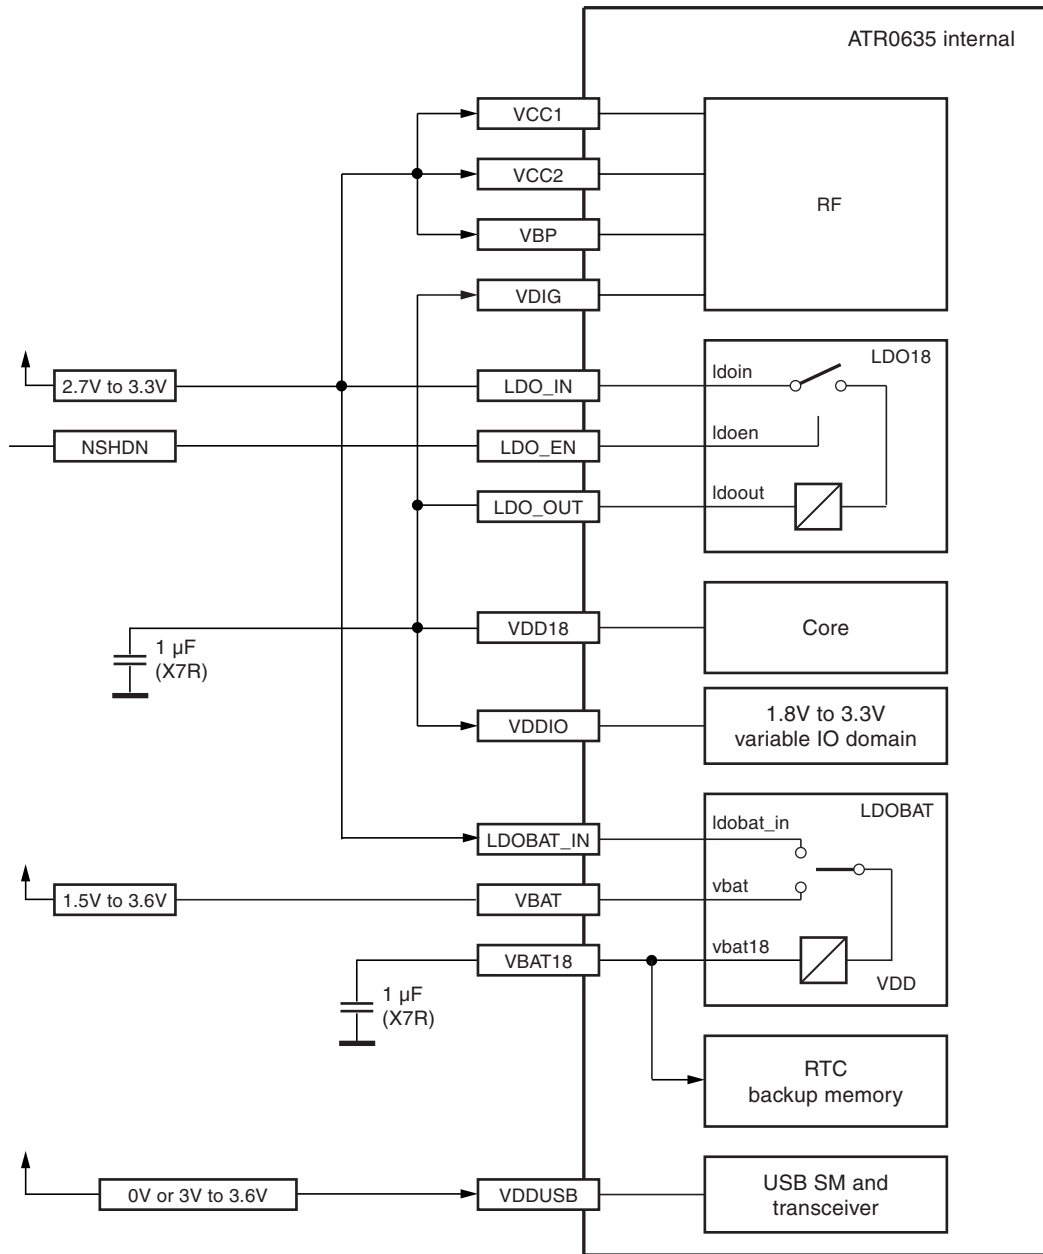 ATR0635 internal
VCC1
VCC2
RF
VBP
VDIG
LDO18
2.7V to 3.3V
LDO_IN
ldoin
NSHDN
LDO_EN
ldoen
LDO_OUT
ldoout
VDD18
Core
1 µF
(X7R)
VDDIO
1.8V to 3.3V
variable IO domain
LDOBAT
LDOBAT_IN
ldobat_in
1.5V to 3.6V
VBAT
vbat
VBAT18
vbat18
VDD
1 µF
(X7R)
RTC
backup memory
0V or 3V to 3.6V
VDDUSB
USB SM and
transceiver